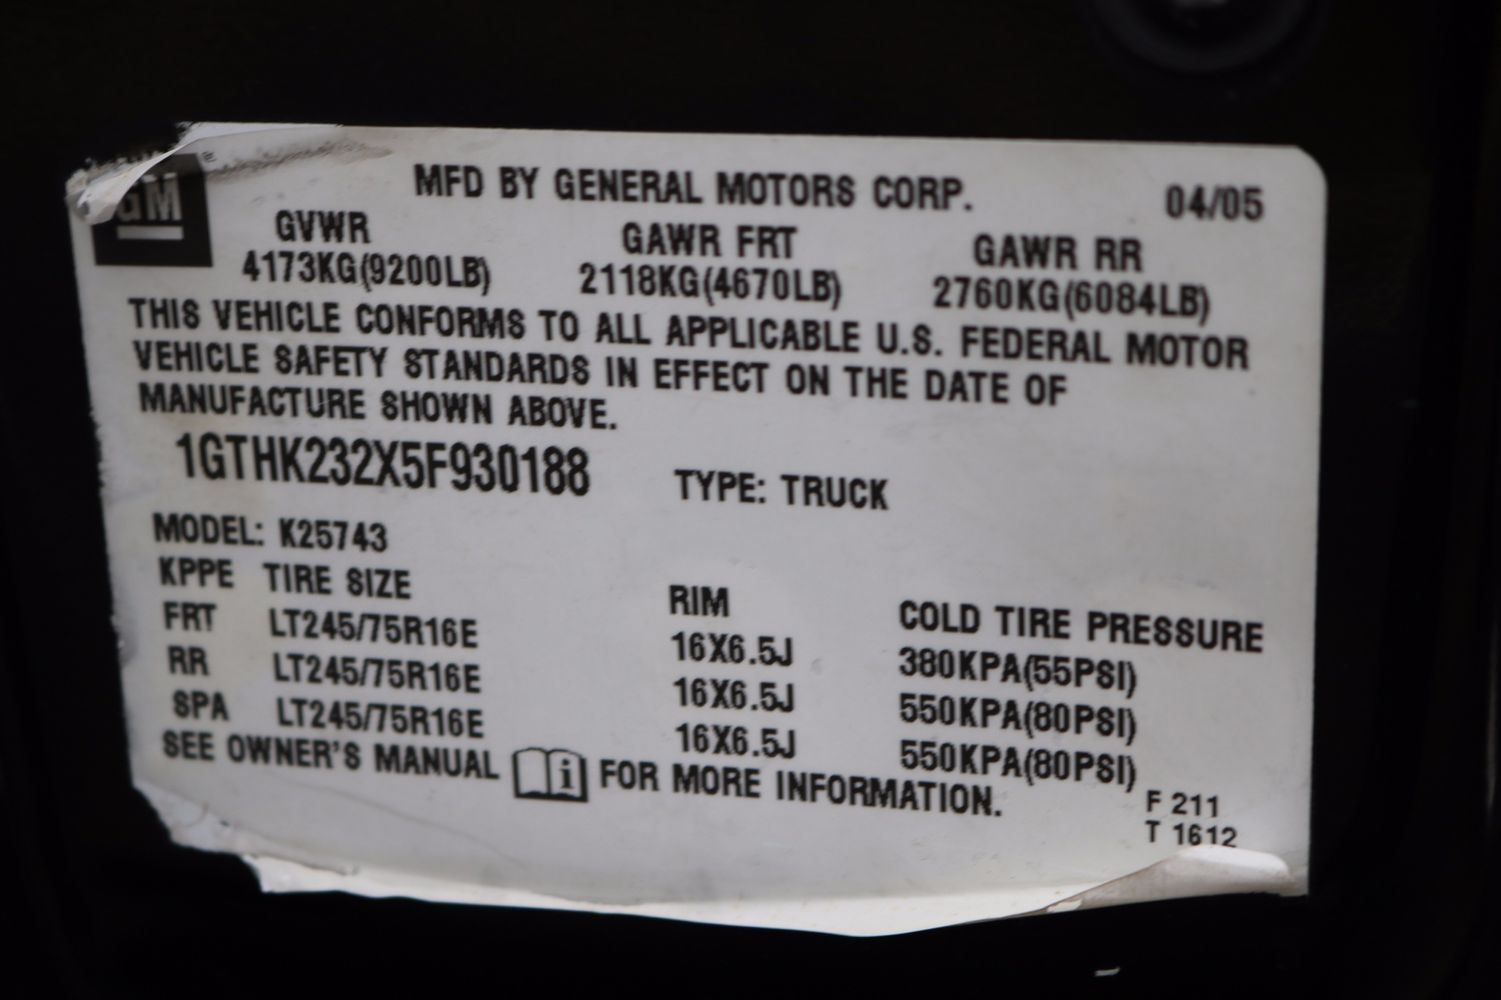 GM
MFD BY GENERAL MOTORS CORP. 04/05
GVWR GAWR FRT GAWR RR
4173KG(9200LB) 2118KG(4670LB) 2760KG(6084LB)
THIS VEHICLE CONFORMS TO ALL APPLICABLE U.S. FEDERAL MOTOR
VEHICLE SAFETY STANDARDS IN EFFECT ON THE DATE OF
MANUFACTURE SHOWN ABOVE.
1GTHK232X5F930188 TYPE: TRUCK
MODEL: K25743
KPPE TIRE SIZE RIM COLD TIRE PRESSURE
FRT LT245/75R16E 16X6.5J 380KPA(55PSI)
RR LT245/75R16E 16X6.5J 550KPA(80PSI)
SPA LT245/75R16E 16X6.5J 550KPA(80PSI)
SEE OWNER'S MANUAL i FOR MORE INFORMATION.
F 211
T 1612